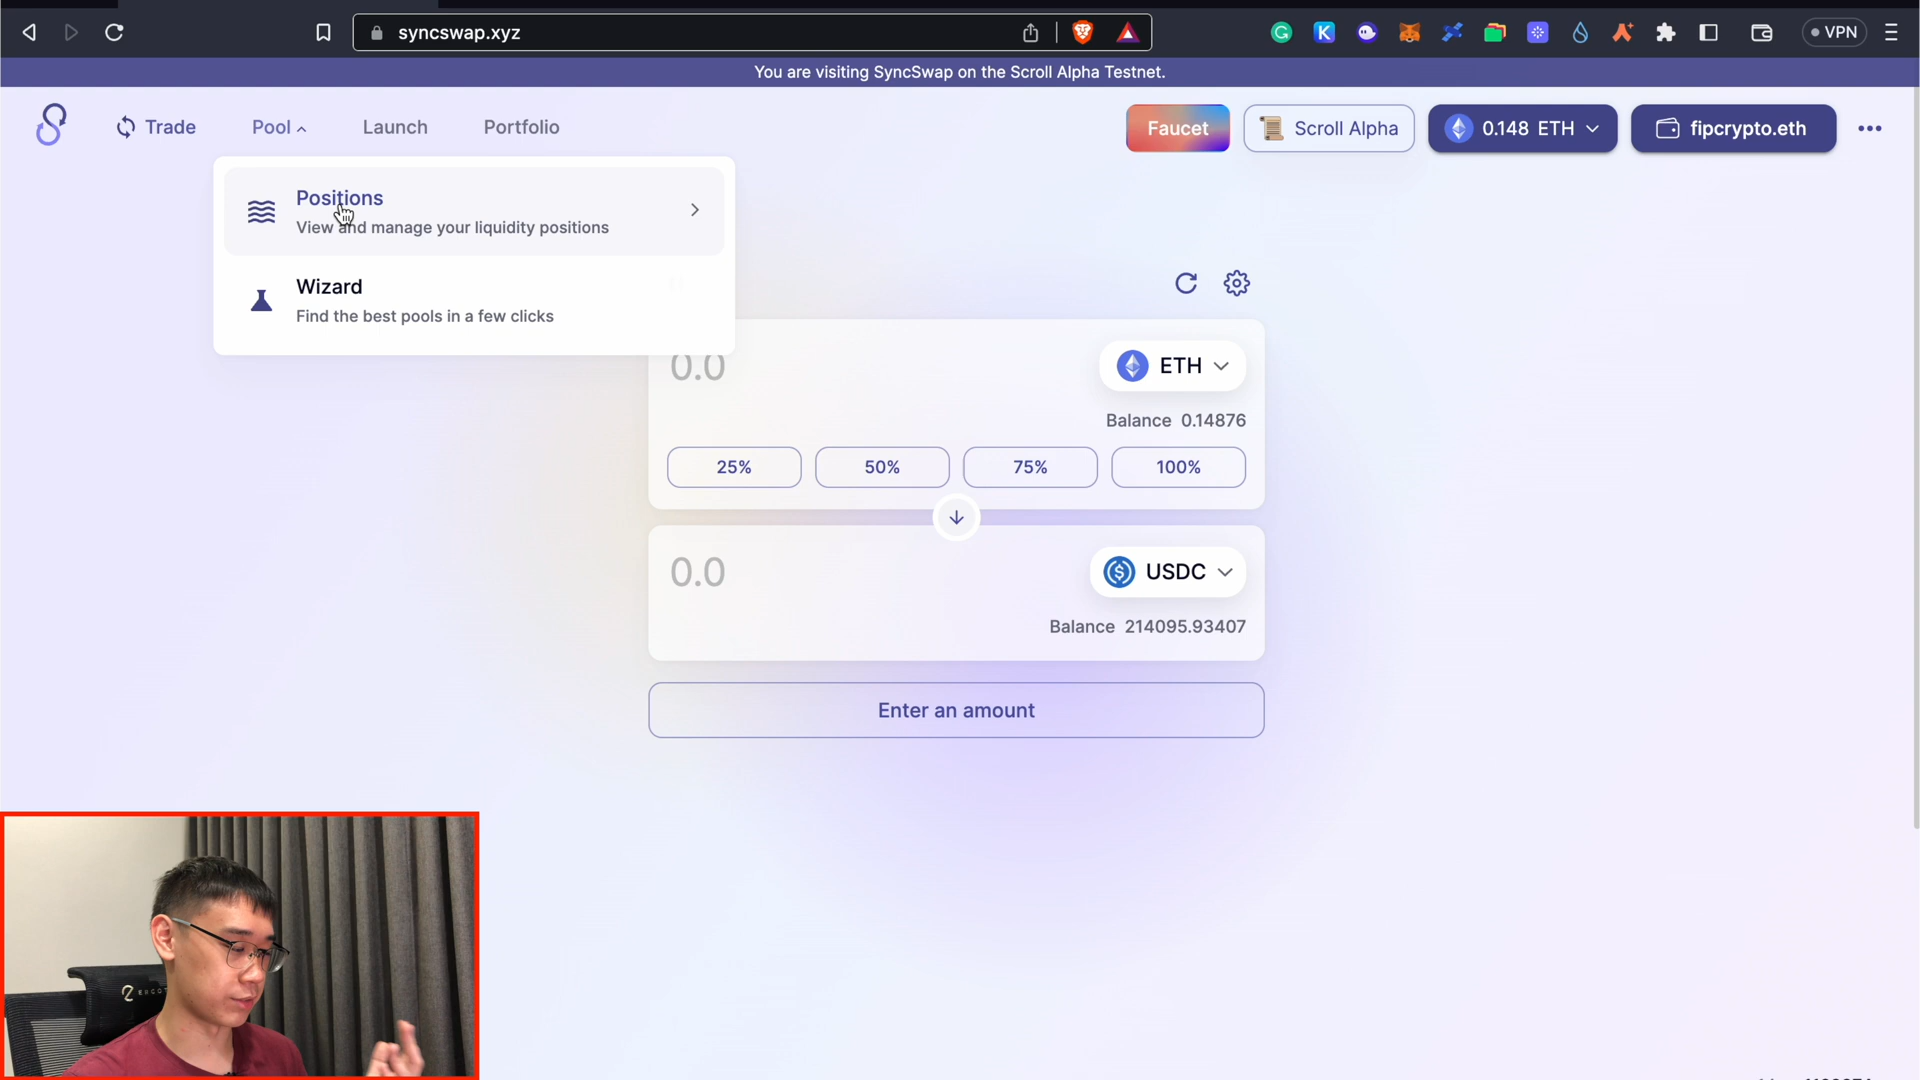 syncswap.xyz
VPN
You are visiting SyncSwap on the Scroll Alpha Testnet.
Trade
Pool
Launch
Portfolio
Faucet
Scroll Alpha
0.148 ETH
fipcrypto.eth
Positions
View and manage your liquidity positions
Wizard
Find the best pools in a few clicks
0.0
ETH
Balance 0.14876
25%
50%
75%
100%
0.0
USDC
Balance 214095.93407
Enter an amount